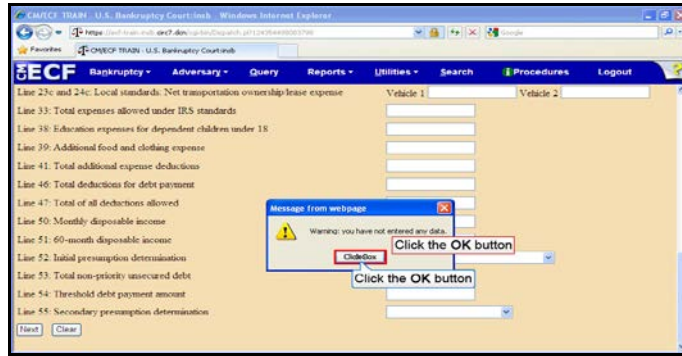 CM/ECF TRAIN - U.S. Bankruptcy Court:insb - Windows Internet Explorer
Google
Favorites CM/ECF TRAIN - U.S. Bankruptcy Court:insb
ECF Bankruptcy Adversary Query Reports Utilities Search Procedures Logout
Line 23c and 24c: Local standards: Net transportation ownership/lease expense Vehicle 1 Vehicle 2
Line 33: Total expenses allowed under IRS standards
Line 38: Education expenses for dependent children under 18
Line 39: Additional food and clothing expense
Line 41: Total additional expense deductions
Line 46: Total deductions for debt payment
Line 47: Total of all deductions allowed
Message from webpage
Line 50: Monthly disposable income
Warning: you have not entered any data.
Line 51: 60-month disposable income
Click the OK button
Line 52: Initial presumption determination
Click the OK button
Line 53: Total non-priority unsecured debt
Line 54: Threshold debt payment amount
Line 55: Secondary presumption determination
Next Clear